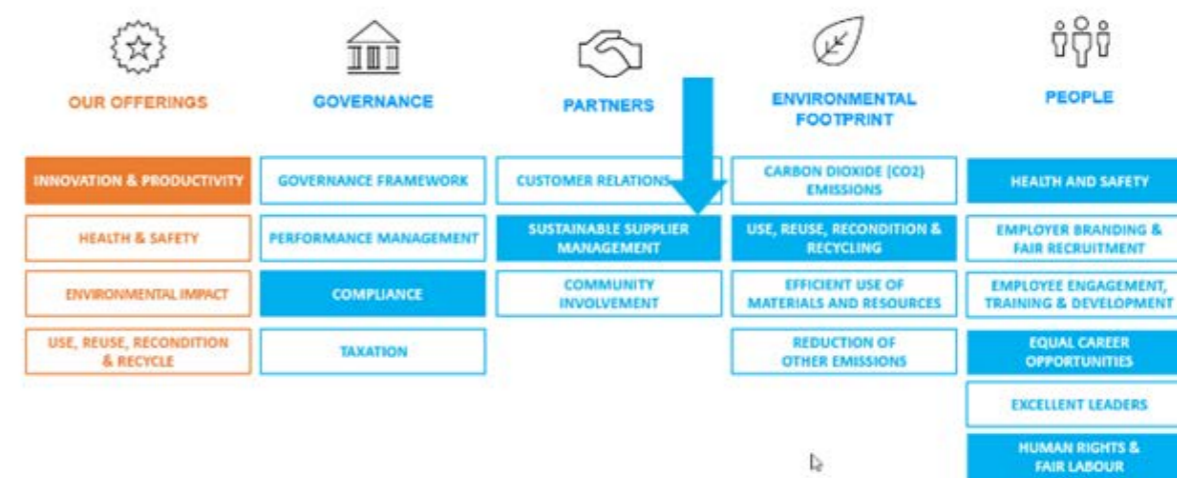 OUR OFFERINGS
INNOVATION & PRODUCTIVITY
HEALTH & SAFETY
ENVIRONMENTAL IMPACT
USE, REUSE, RECONDITION
& RECYCLE
GOVERNANCE
GOVERNANCE FRAMEWORK
PERFORMANCE MANAGEMENT
COMPLIANCE
TAXATION
PARTNERS
CUSTOMER RELATIONS
SUSTAINABLE SUPPLIER
MANAGEMENT
COMMUNITY
INVOLVEMENT
ENVIRONMENTAL
FOOTPRINT
CARBON DIOXIDE (CO2)
EMISSIONS
USE, REUSE, RECONDITION &
RECYCLING
EFFICIENT USE OF
MATERIALS AND RESOURCES
REDUCTION OF
OTHER EMISSIONS
PEOPLE
HEALTH AND SAFETY
EMPLOYER BRANDING &
FAIR RECRUITMENT
EMPLOYEE ENGAGEMENT,
TRAINING & DEVELOPMENT
EQUAL CAREER
OPPORTUNITIES
EXCELLENT LEADERS
HUMAN RIGHTS &
FAIR LABOUR